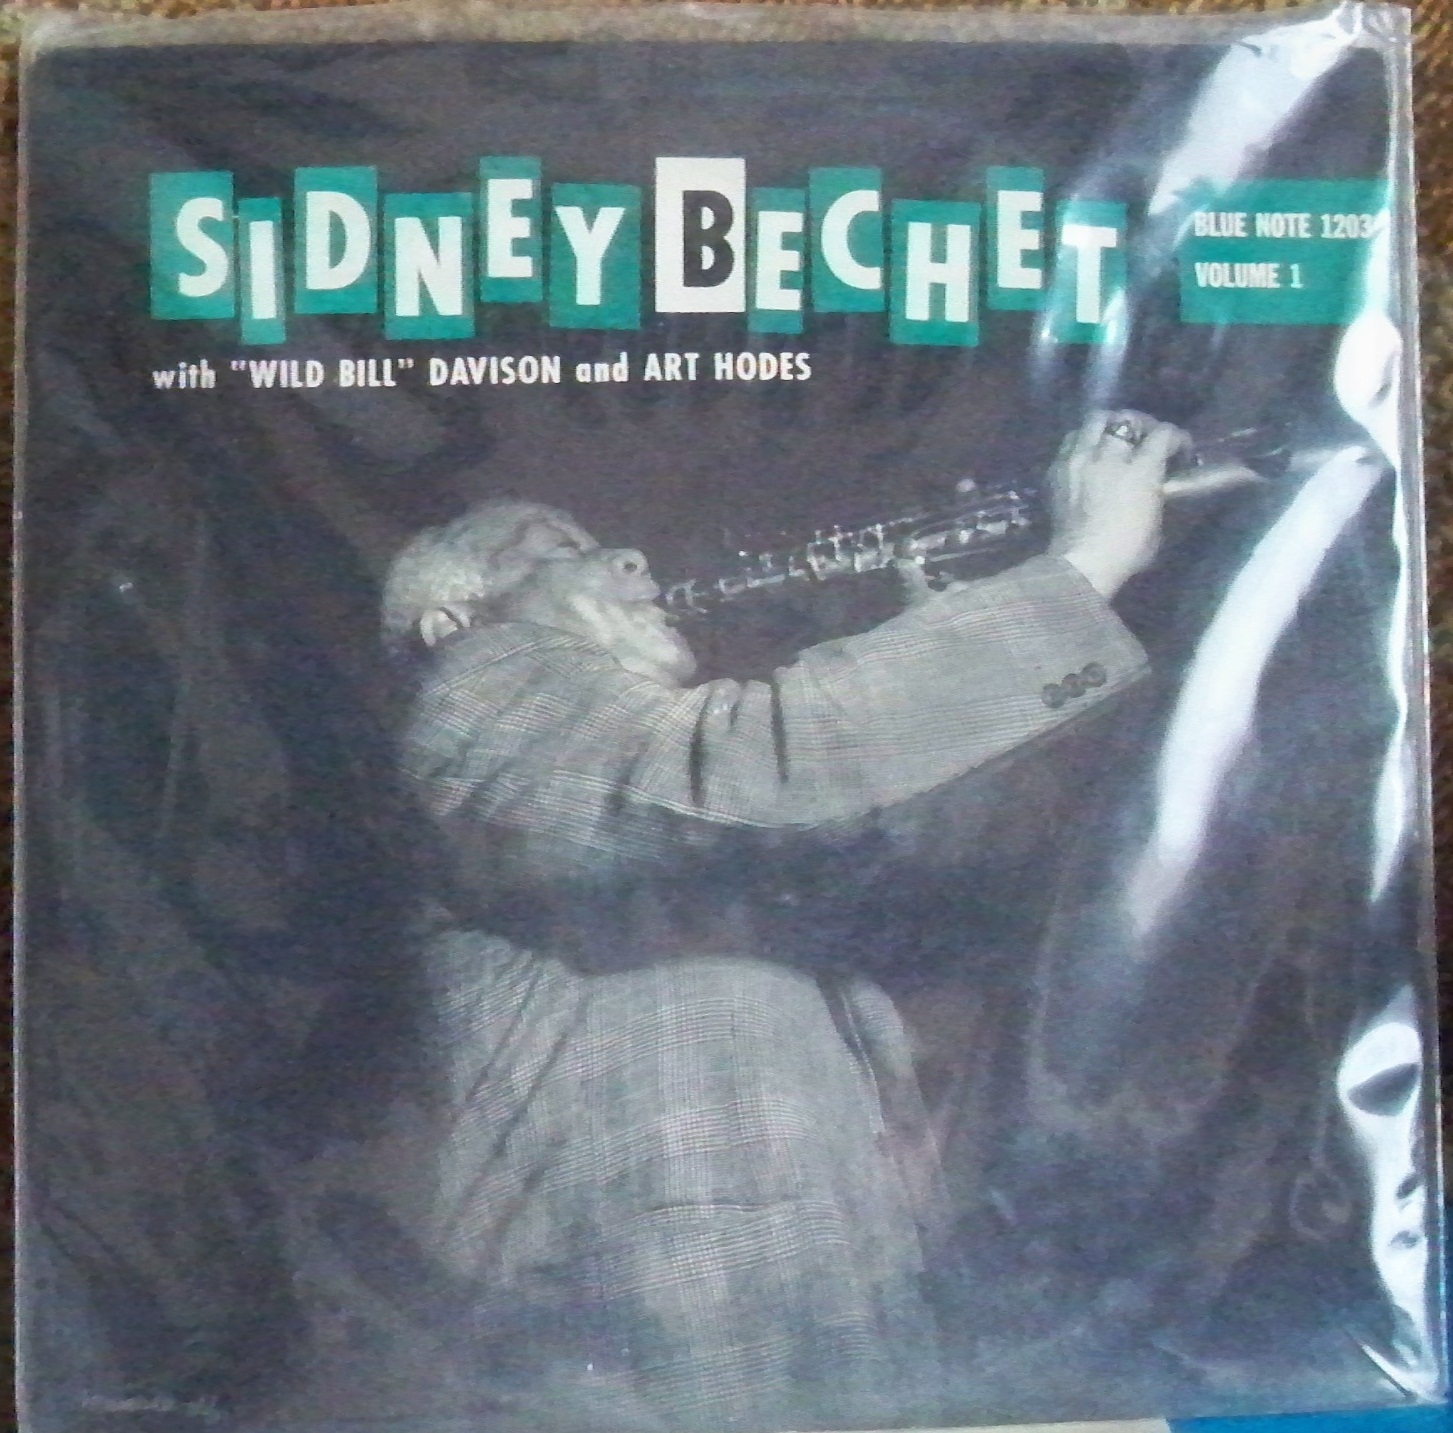 SIDNEY BECHET
BLUE NOTE 1203
VOLUME 1
with "WILD BILL" DAVISON and ART HODES